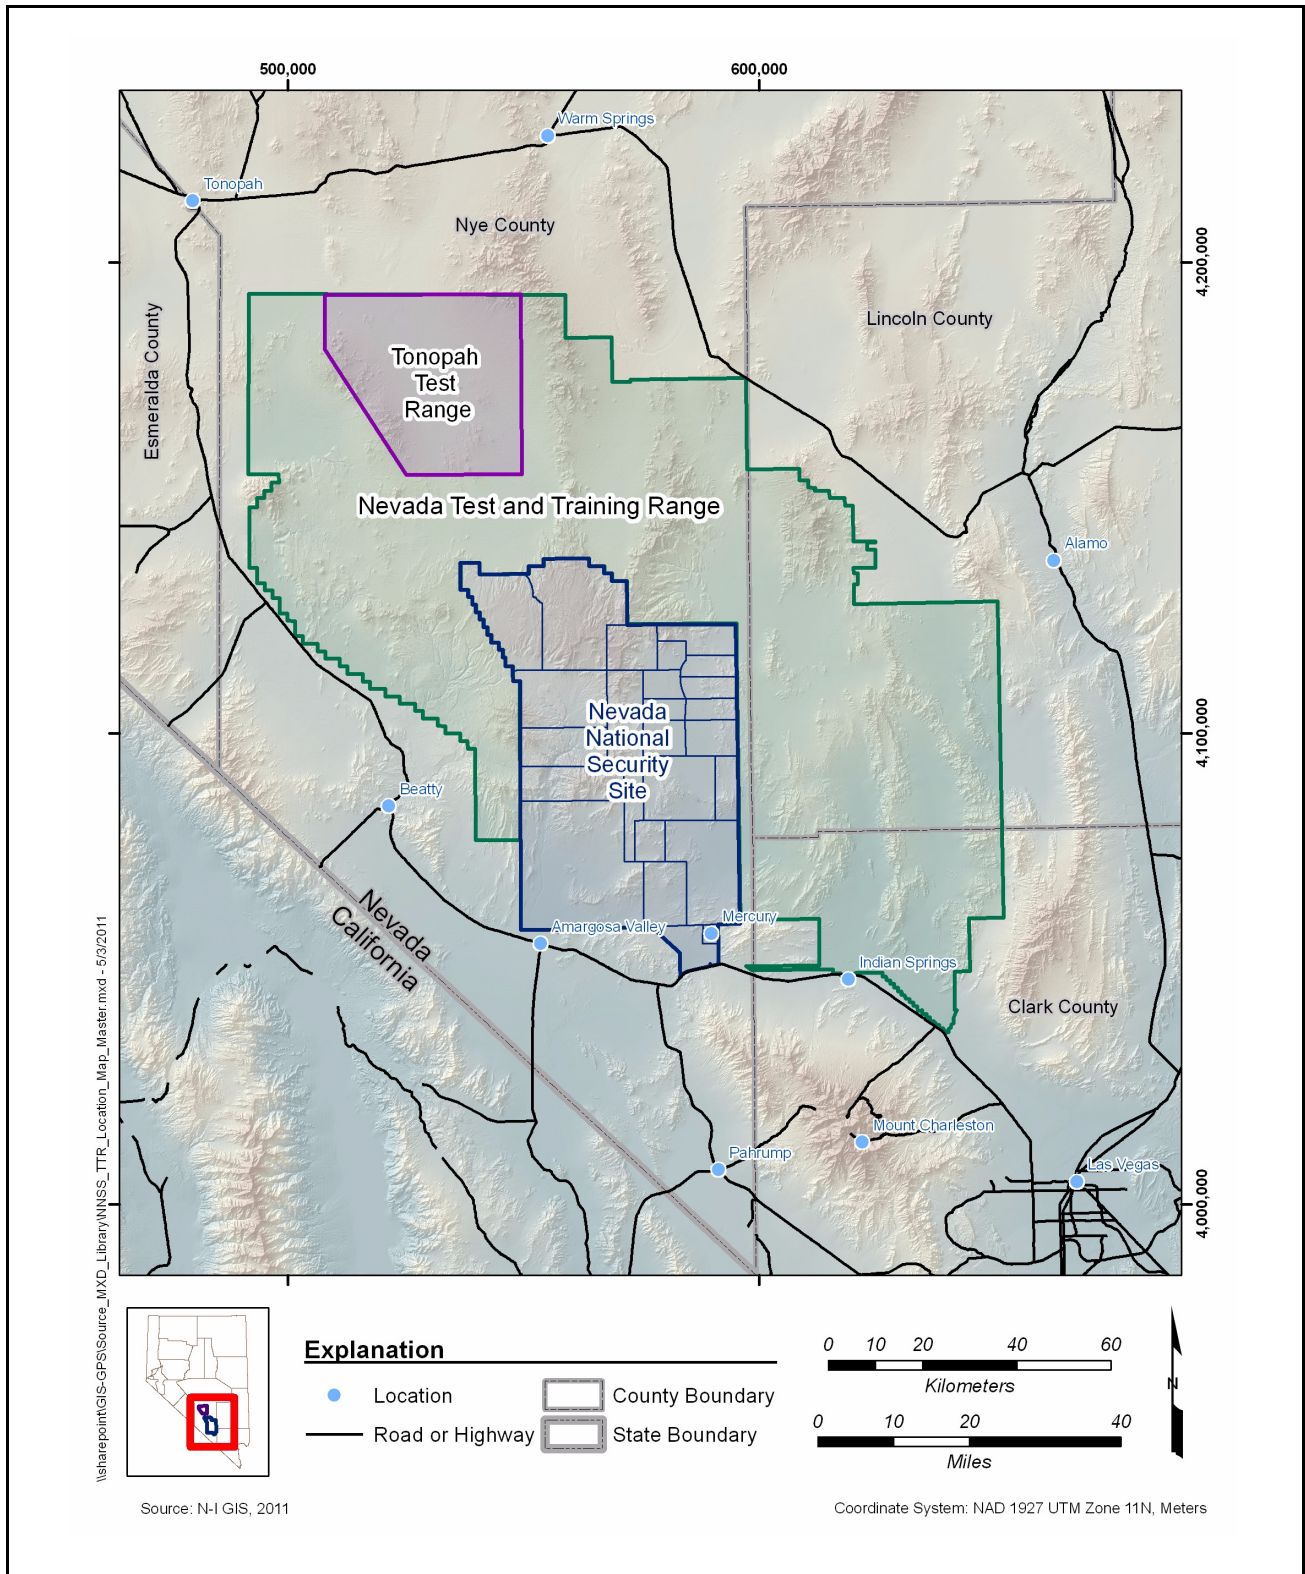 500,000
600,000
Warm Springs
Tonopah
Nye County
4,200,000
Esmeralda County
Lincoln County
Tonopah
Test
Range
Nevada Test and Training Range
Alamo
Nevada
National
Security
Site
4,100,000
Beatty
Nevada
California
Amargosa Valley
Mercury
Indian Springs
Clark County
Mount Charleston
Pahrump
Las Vegas
4,000,000
\\sharepoint\GIS-GPS\Source_MXD_Library\NNSS_TTR_Location_Map_Master.mxd - 5/3/2011
Explanation
Location
County Boundary
Road or Highway
State Boundary
0 10 20 40 60
Kilometers
0 10 20 40
Miles
N
Source: N-I GIS, 2011
Coordinate System: NAD 1927 UTM Zone 11N, Meters